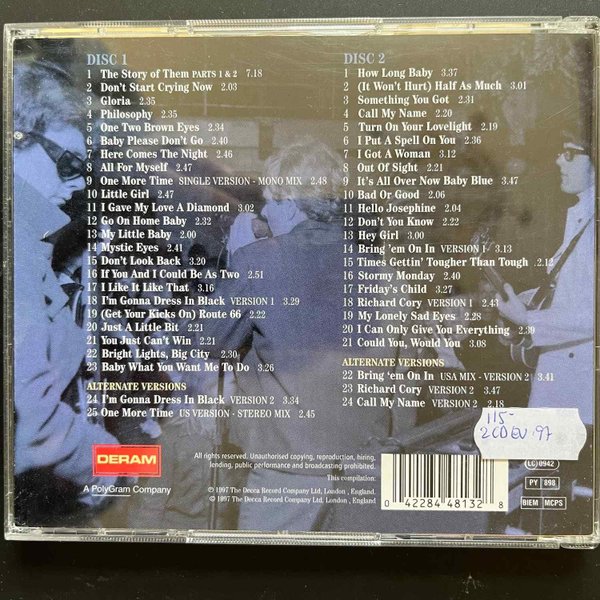 DISC 1
1 The Story of Them PARTS 1 & 2 7.18
2 Don't Start Crying Now 2.03
3 Gloria 2.35
4 Philosophy 2.35
5 One Two Brown Eyes 2.34
6 Baby Please Don't Go 2.40
7 Here Comes The Night 2.46
8 All For Myself 2.47
9 One More Time SINGLE VERSION - MONO MIX 2.48
10 Little Girl 2.47
11 I Gave My Love A Diamond 3.02
12 Go On Home Baby 2.32
13 My Little Baby 2.00
14 Mystic Eyes 2.41
15 Don't Look Back 3.20
16 If You And I Could Be As Two 2.51
17 I Like It Like That 3.16
18 I'm Gonna Dress In Black VERSION 1 3.29
19 (Get Your Kicks On) Route 66 2.22
20 Just A Little Bit 2.21
21 You Just Can't Win 2.21
22 Bright Lights, Big City 2.30
23 Baby What You Want Me To Do 3.26
ALTERNATE VERSIONS
24 I'm Gonna Dress In Black VERSION 2 3.34
25 One More Time US VERSION - STEREO MIX 2.45
DISC 2
1 How Long Baby 3.37
2 (It Won't Hurt) Half As Much 3.01
3 Something You Got 2.31
4 Call My Name 2.20
5 Turn On Your Lovelight 2.19
6 I Put A Spell On You 2.36
7 I Got A Woman 3.12
8 Out Of Sight 2.21
9 It's All Over Now Baby Blue 3.47
10 Bad Or Good 2.06
11 Hello Josephine 2.04
12 Don't You Know 2.22
13 Hey Girl 3.00
14 Bring 'em On In VERSION 1 3.13
15 Times Gettin' Tougher Than Tough 2.12
16 Stormy Monday 2.40
17 Friday's Child 3.27
18 Richard Cory VERSION 1 2.43
19 My Lonely Sad Eyes 2.28
20 I Can Only Give You Everything 2.39
21 Could You, Would You 3.08
ALTERNATE VERSIONS
22 Bring 'em On In USA MIX - VERSION 2 3.41
23 Richard Cory VERSION 2 3.47
24 Call My Name VERSION 2 2.18
115-
2CD EU 97
DERAM
A PolyGram Company
All rights reserved. Unauthorised copying, reproduction, hiring,
lending, public performance and broadcasting prohibited.
This compilation:
℗ 1997 The Decca Record Company Ltd, London, England.
© 1997 The Decca Record Company Ltd, London, England
0 42284 48132 8
LC 0942
PY 898
BIEM MCPS